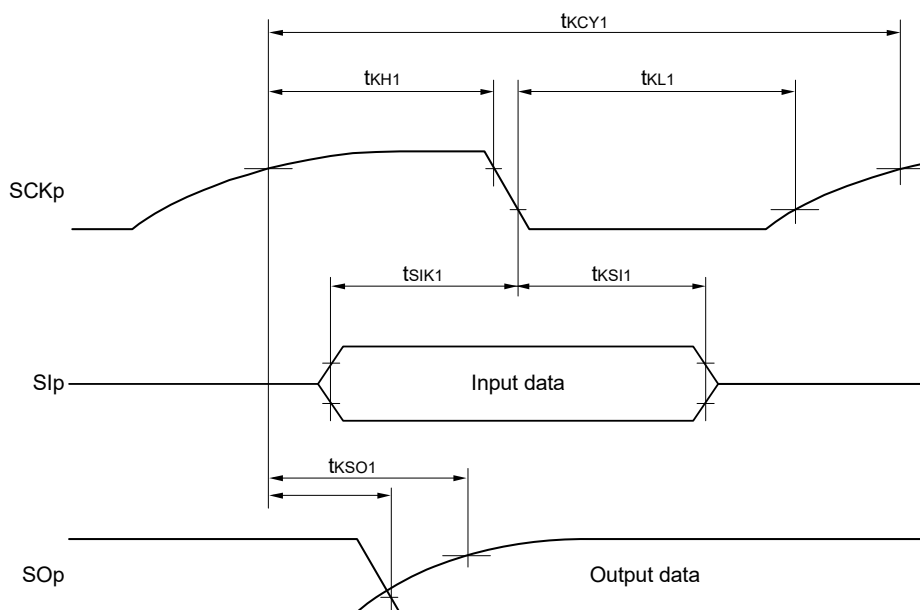 tKCY1
tKH1
tKL1
SCKp
tSIK1
tKSI1
SIp
Input data
tKSO1
SOp
Output data